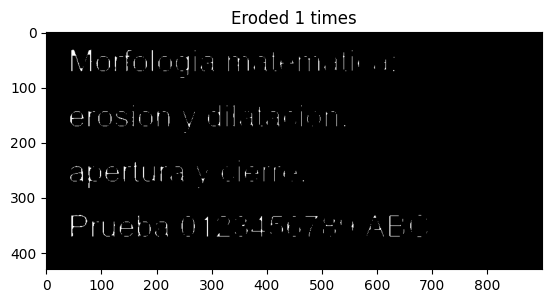 Eroded 1 times
0
100
200
300
400
Morfologia matematica:
erosion y dilatacion.
apertura y cierre.
Prueba 0123456789 ABC
0 100 200 300 400 500 600 700 800